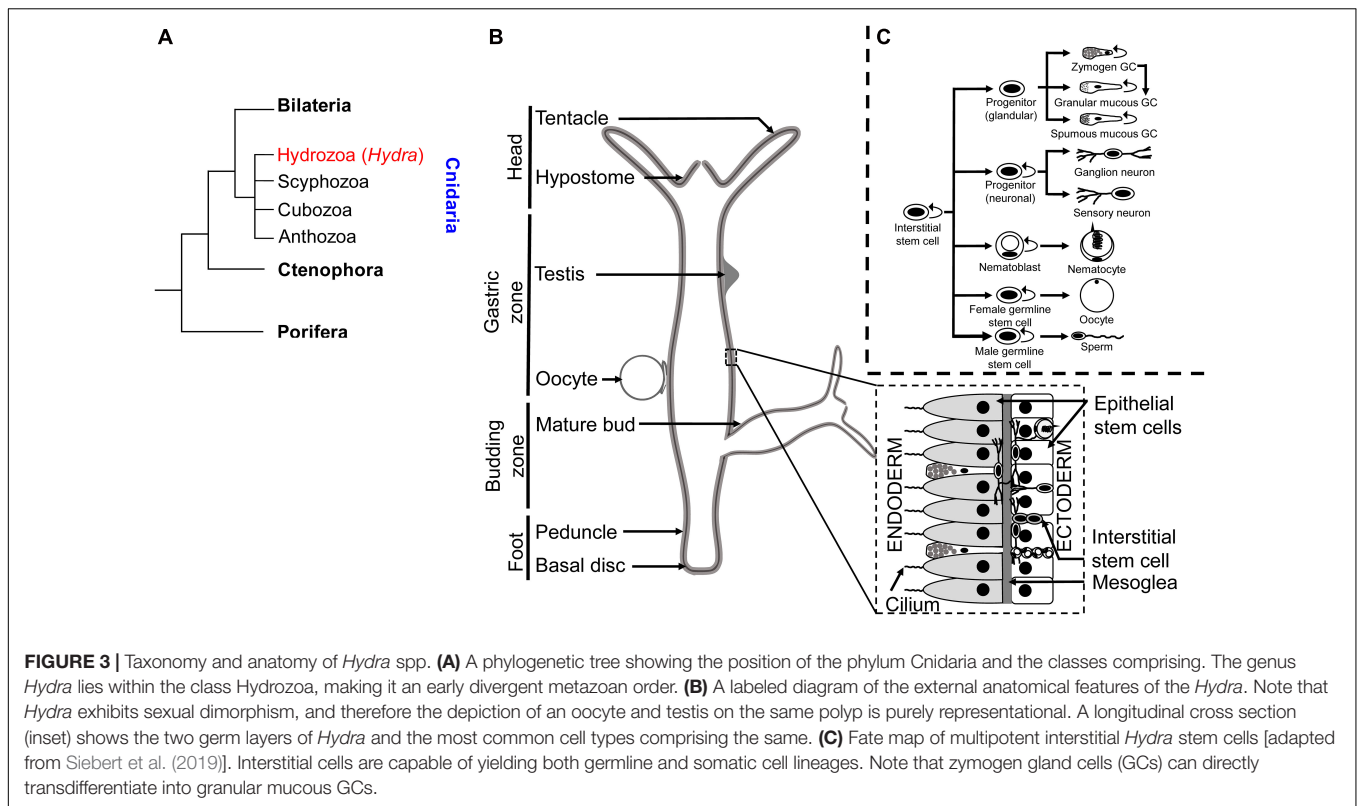 A
Bilateria
Hydrozoa (Hydra)
Scyphozoa
Cubozoa
Anthozoa
Cnidaria
Ctenophora
Porifera
B
Head
Gastric zone
Budding zone
Foot
Tentacle
Hypostome
Testis
Oocyte
Mature bud
Peduncle
Basal disc
C
Interstitial
stem cell
Progenitor
(glandular)
Zymogen GC
Granular mucous GC
Spumous mucous GC
Progenitor
(neuronal)
Ganglion neuron
Sensory neuron
Nematoblast
Nematocyte
Female germline
stem cell
Oocyte
Male germline
stem cell
Sperm
ENDODERM
ECTODERM
Epithelial
stem cells
Interstitial
stem cell
Mesoglea
Cilium
FIGURE 3 | Taxonomy and anatomy of Hydra spp. (A) A phylogenetic tree showing the position of the phylum Cnidaria and the classes comprising. The genus
Hydra lies within the class Hydrozoa, making it an early divergent metazoan order. (B) A labeled diagram of the external anatomical features of the Hydra. Note that
Hydra exhibits sexual dimorphism, and therefore the depiction of an oocyte and testis on the same polyp is purely representational. A longitudinal cross section
(inset) shows the two germ layers of Hydra and the most common cell types comprising the same. (C) Fate map of multipotent interstitial Hydra stem cells [adapted
from Siebert et al. (2019)]. Interstitial cells are capable of yielding both germline and somatic cell lineages. Note that zymogen gland cells (GCs) can directly
transdifferentiate into granular mucous GCs.